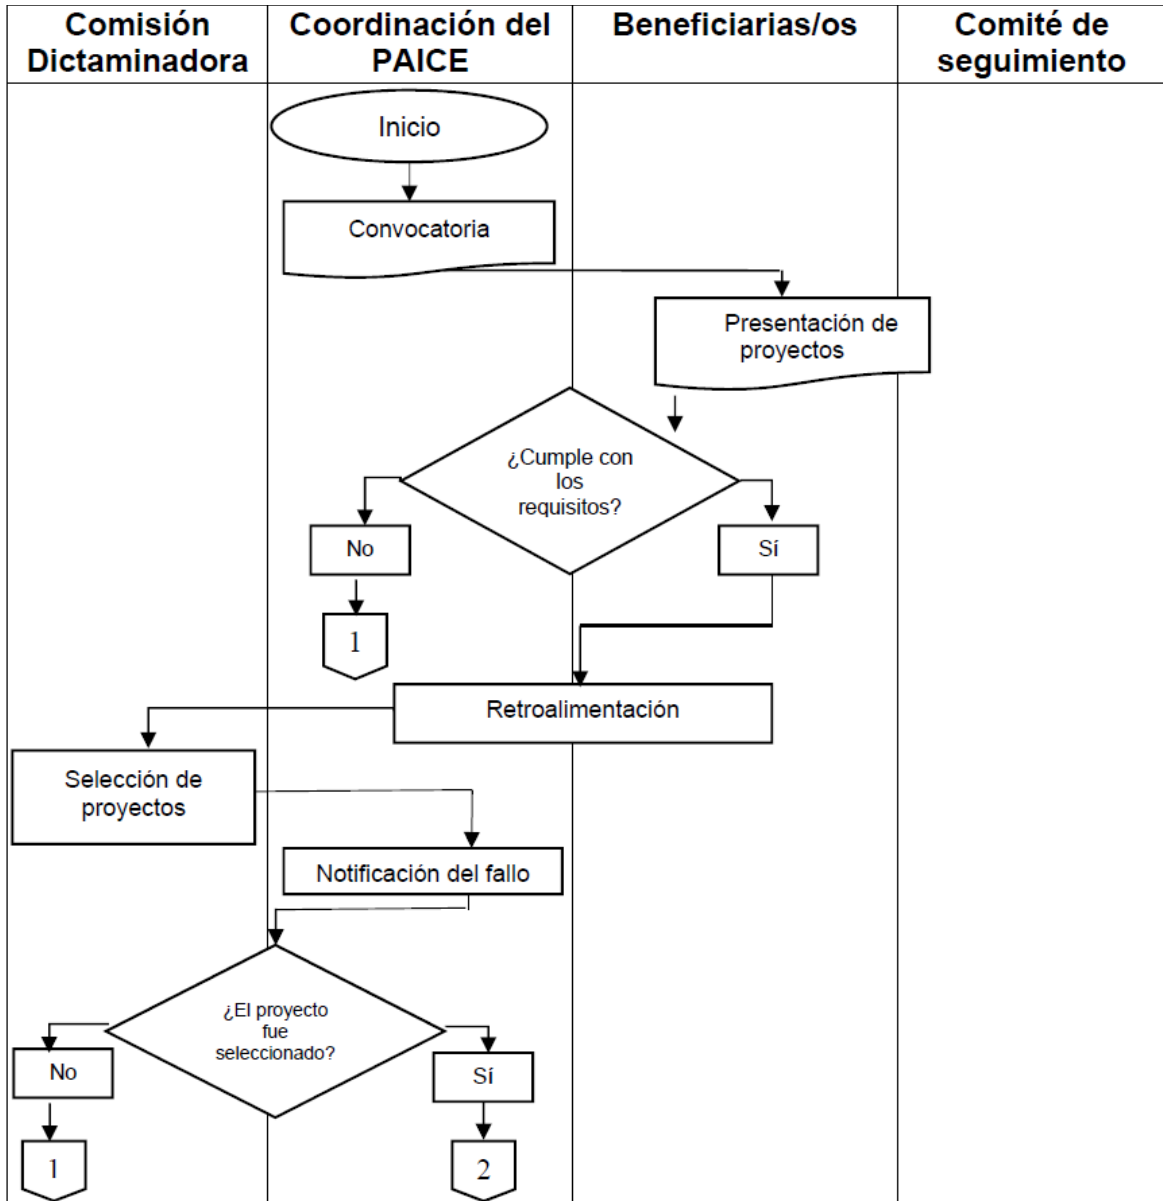 Comisión
Dictaminadora
Coordinación del
PAICE
Beneficiarias/os
Comité de
seguimiento
Inicio
Convocatoria
Presentación de
proyectos
¿Cumple con
los
requisitos?
No
Sí
1
Retroalimentación
Selección de
proyectos
Notificación del fallo
¿El proyecto
fue
seleccionado?
No
Sí
1
2